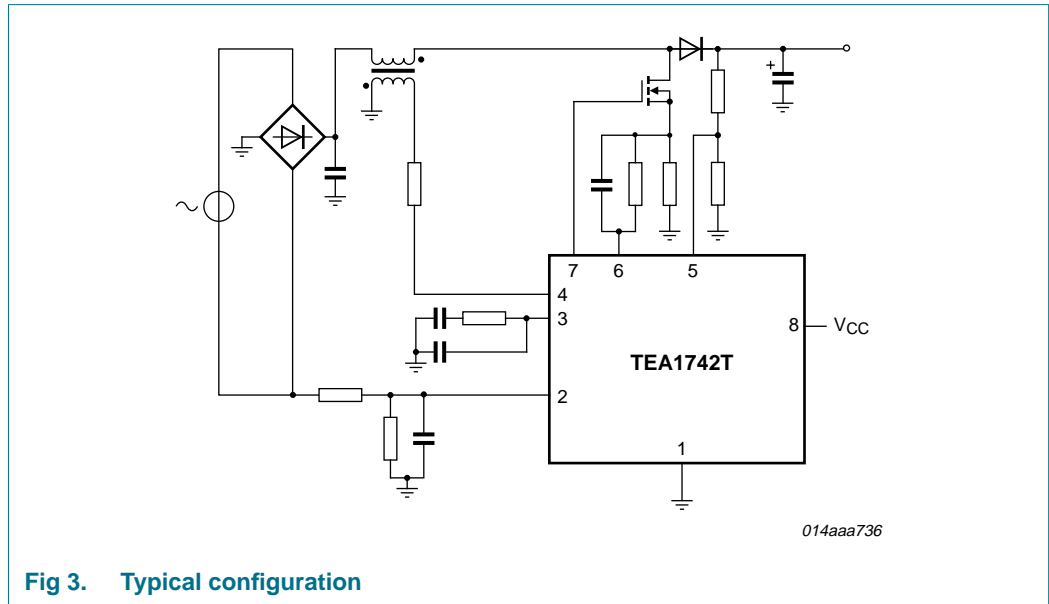 7 6 5
4
3
8 VCC
TEA1742T
2
1
014aaa736
Fig 3. Typical configuration